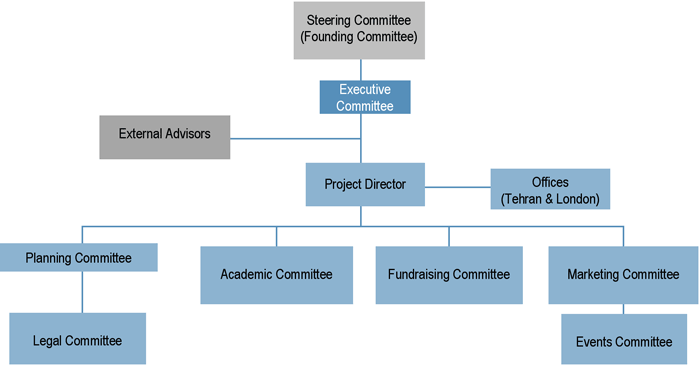 Steering Committee
(Founding Committee)
Executive
Committee
External Advisors
Project Director
Offices
(Tehran & London)
Planning Committee
Academic Committee
Fundraising Committee
Marketing Committee
Legal Committee
Events Committee